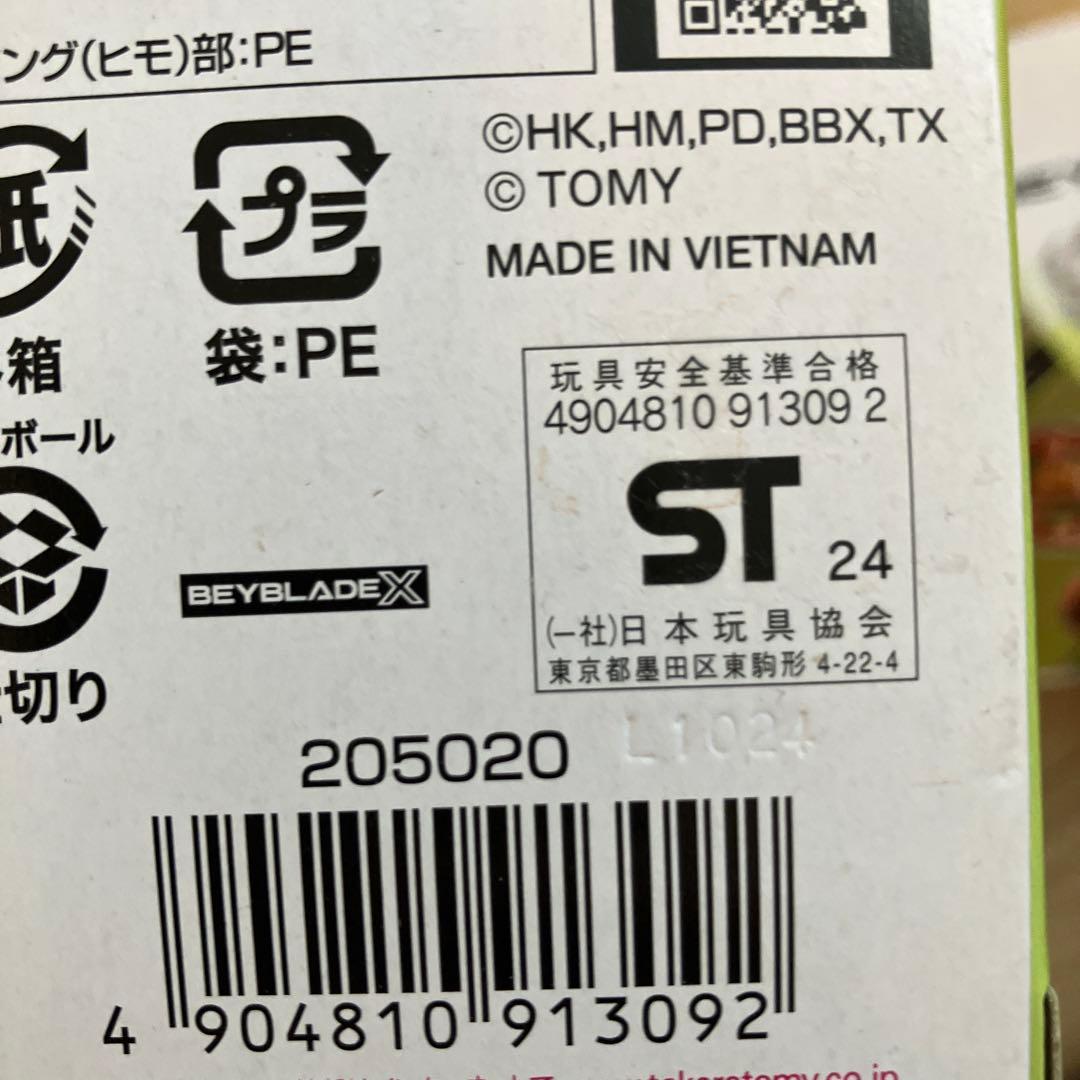 ング(ヒモ)部:PE
©HK,HM,PD,BBX,TX
© TOMY
MADE IN VIETNAM
紙
プラ
箱
袋:PE
ボール
切り
BEYBLADE X
玩具安全基準合格
4904810 91309 2
ST 24
(一社)日本玩具協会
東京都墨田区東駒形 4-22-4
L1024
205020
4 904810 913092
takaratomy.co.jp